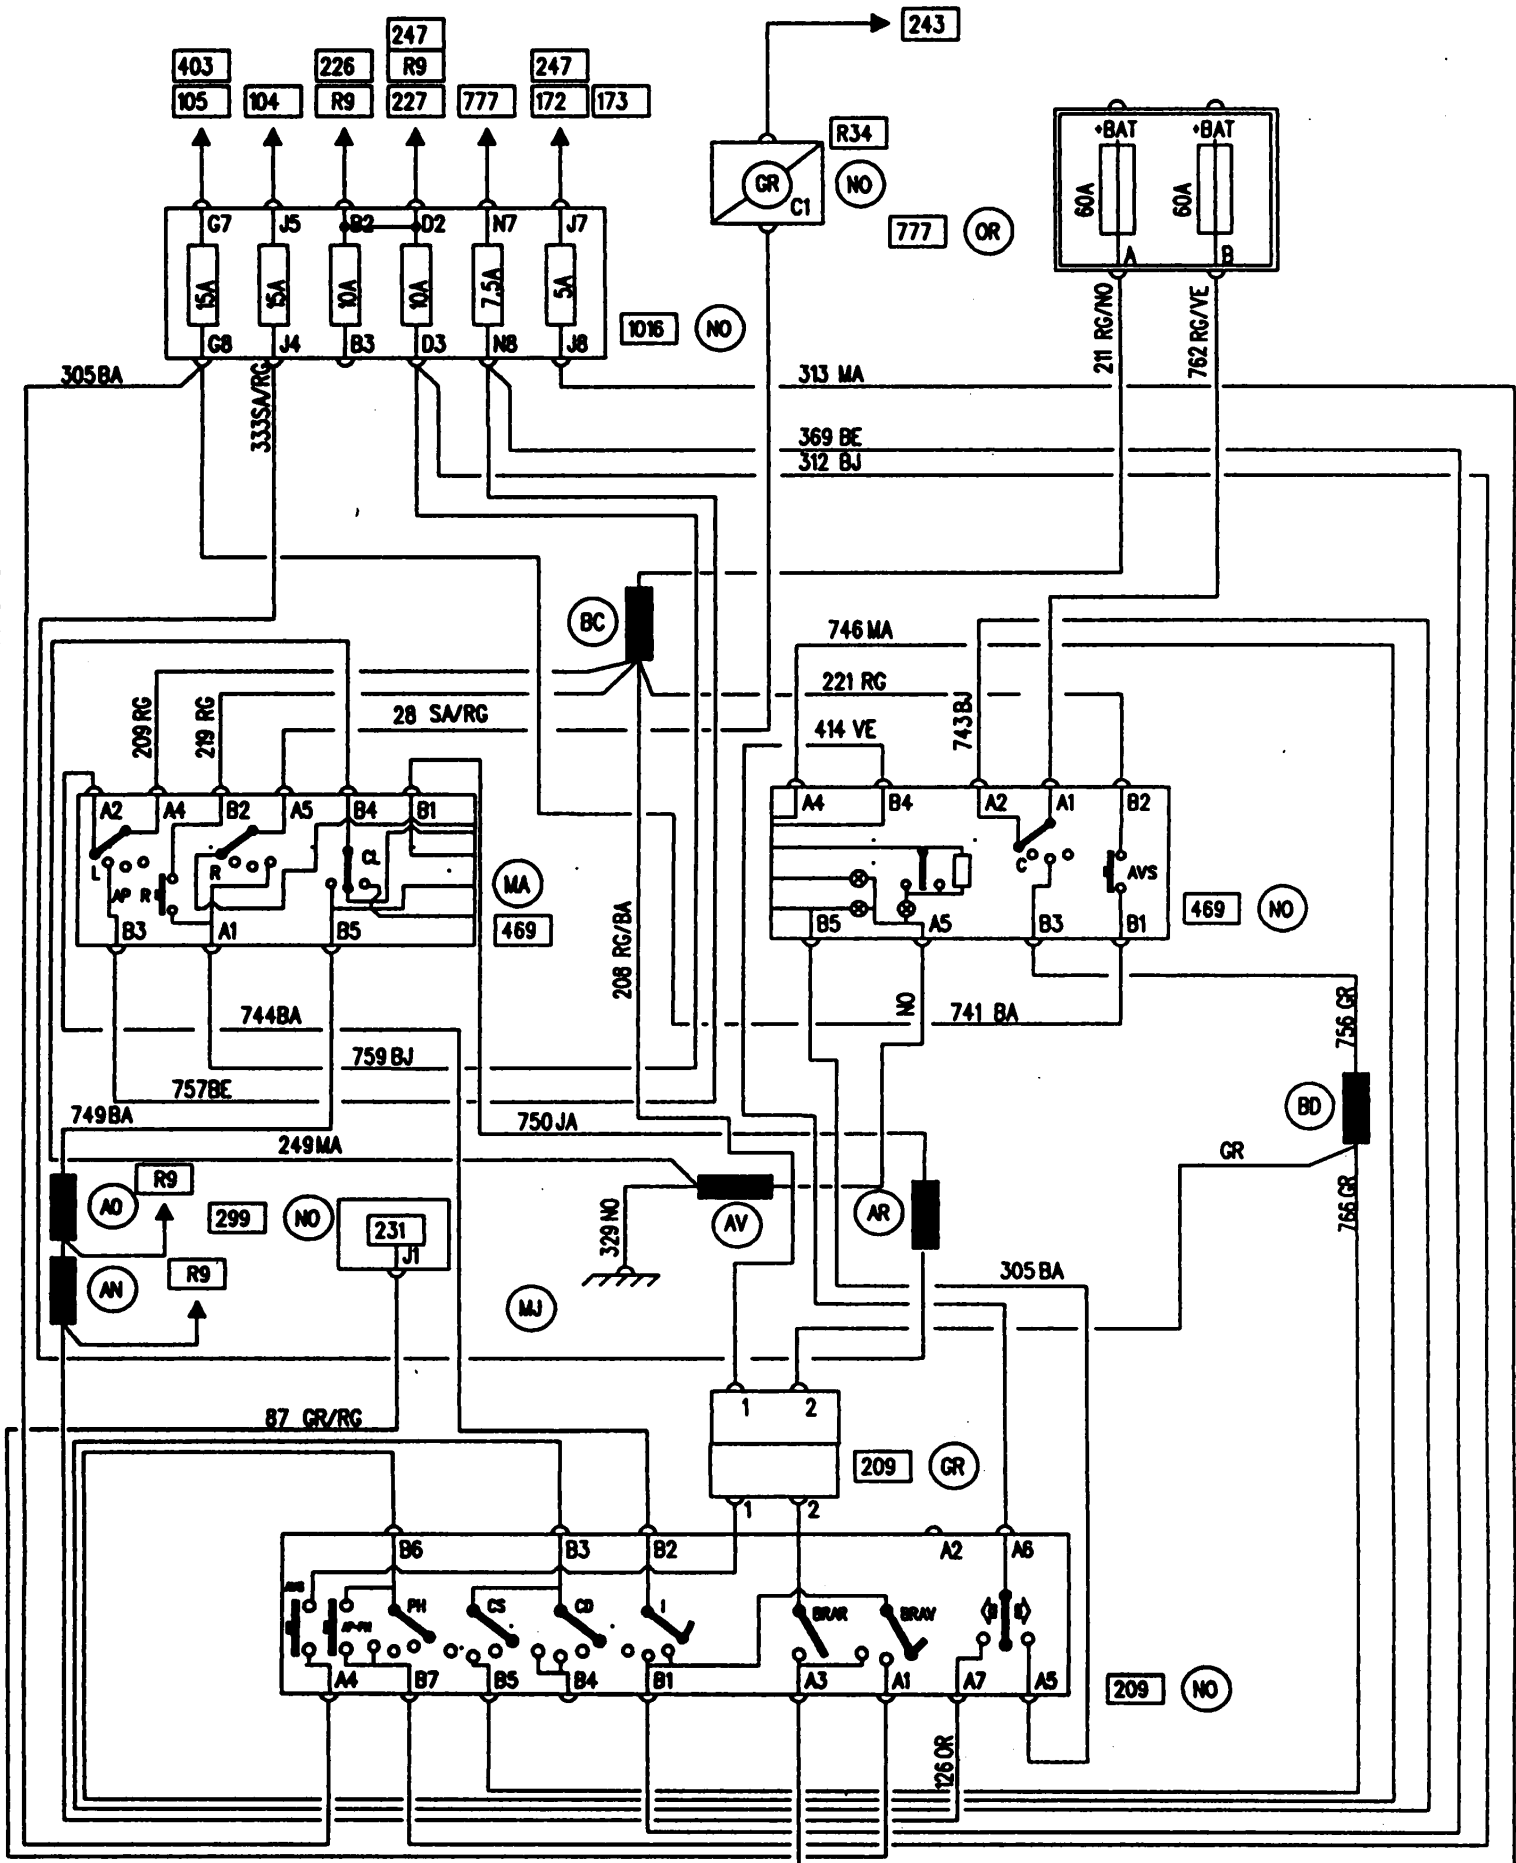 243
247
403
226
R9
247
105
104
R9
227
777
172
173
R34
+BAT
+BAT
GR
NO
C1
60A
60A
G7
J5
B2
D2
N7
J7
777
OR
A
B
15A
15A
10A
10A
7.5A
5A
1016
NO
G8
J4
B3
D3
N8
J8
211 RG/NO
762 RG/VE
305BA
333SA/RG
313 MA
369 BE
312 BJ
BC
746 MA
221 RG
209 RG
219 RG
28 SA/RG
414 VE
743BJ
A2
A4
B2
A5
B4
B1
A4
B4
A2
A1
B2
L
AP
R
R
CL
MA
C
AVS
B3
A1
B5
469
B5
A5
B3
B1
469
NO
208 RG/BA
NO
744BA
741 BA
756 GR
759 BJ
757BE
749BA
750 JA
BD
249MA
GR
R9
AO
299
NO
231
J1
329 NO
AV
AR
766 GR
R9
AN
MJ
305BA
1
2
87 GR/RG
209
GR
1
2
B6
B3
B2
A2
A6
AVS
AP-PH
PH
CS
CD
I
BRAR
BRAV
A4
B7
B5
B4
B1
A3
A1
A7
A5
209
NO
126OR